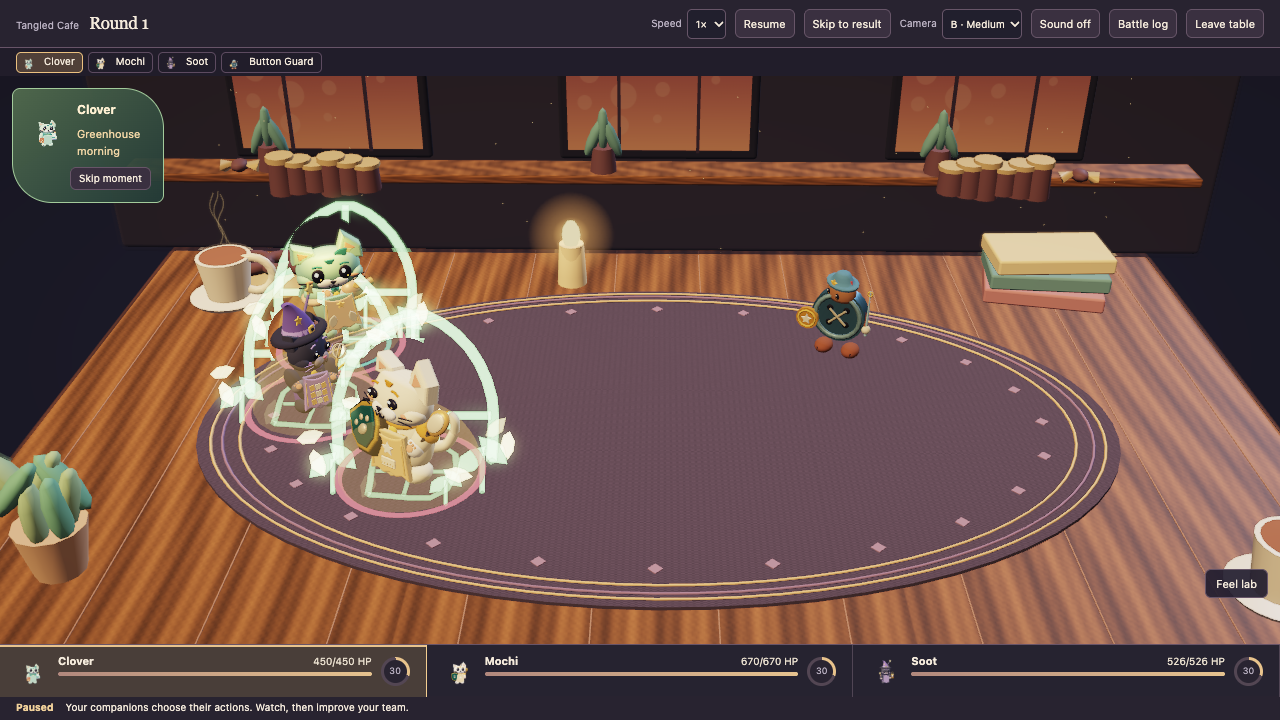 Tangled Cafe Round 1 Speed 1x Resume Skip to result Camera B · Medium Sound off Battle log Leave table
Clover Mochi Soot Button Guard
Clover
Greenhouse
morning
Skip moment
Feel lab
Clover 450/450 HP 30 Mochi 670/670 HP 30 Soot 526/526 HP 30
Paused Your companions choose their actions. Watch, then improve your team.